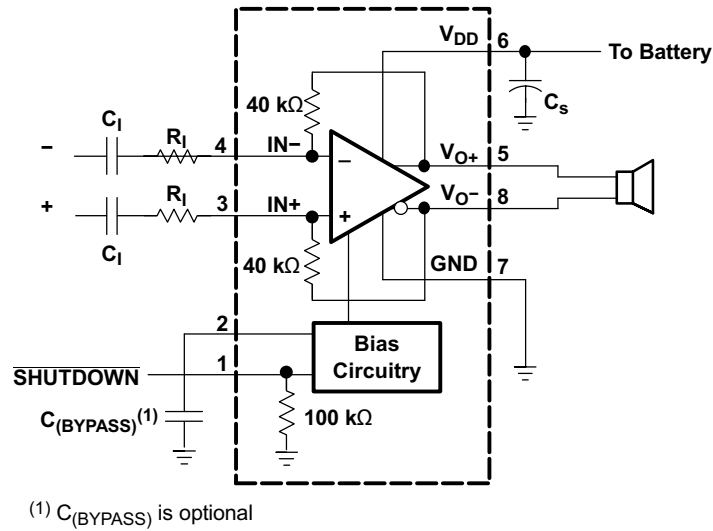 V_DD 6
To Battery
C_s
40 kΩ
C_I
R_I
4
IN−
−
−
V_O+ 5
R_I
3
IN+
+
+
V_O− 8
C_I
40 kΩ
GND 7
2
Bias
Circuitry
SHUTDOWN
1
C_(BYPASS)^(1)
100 kΩ
(1) C_(BYPASS) is optional